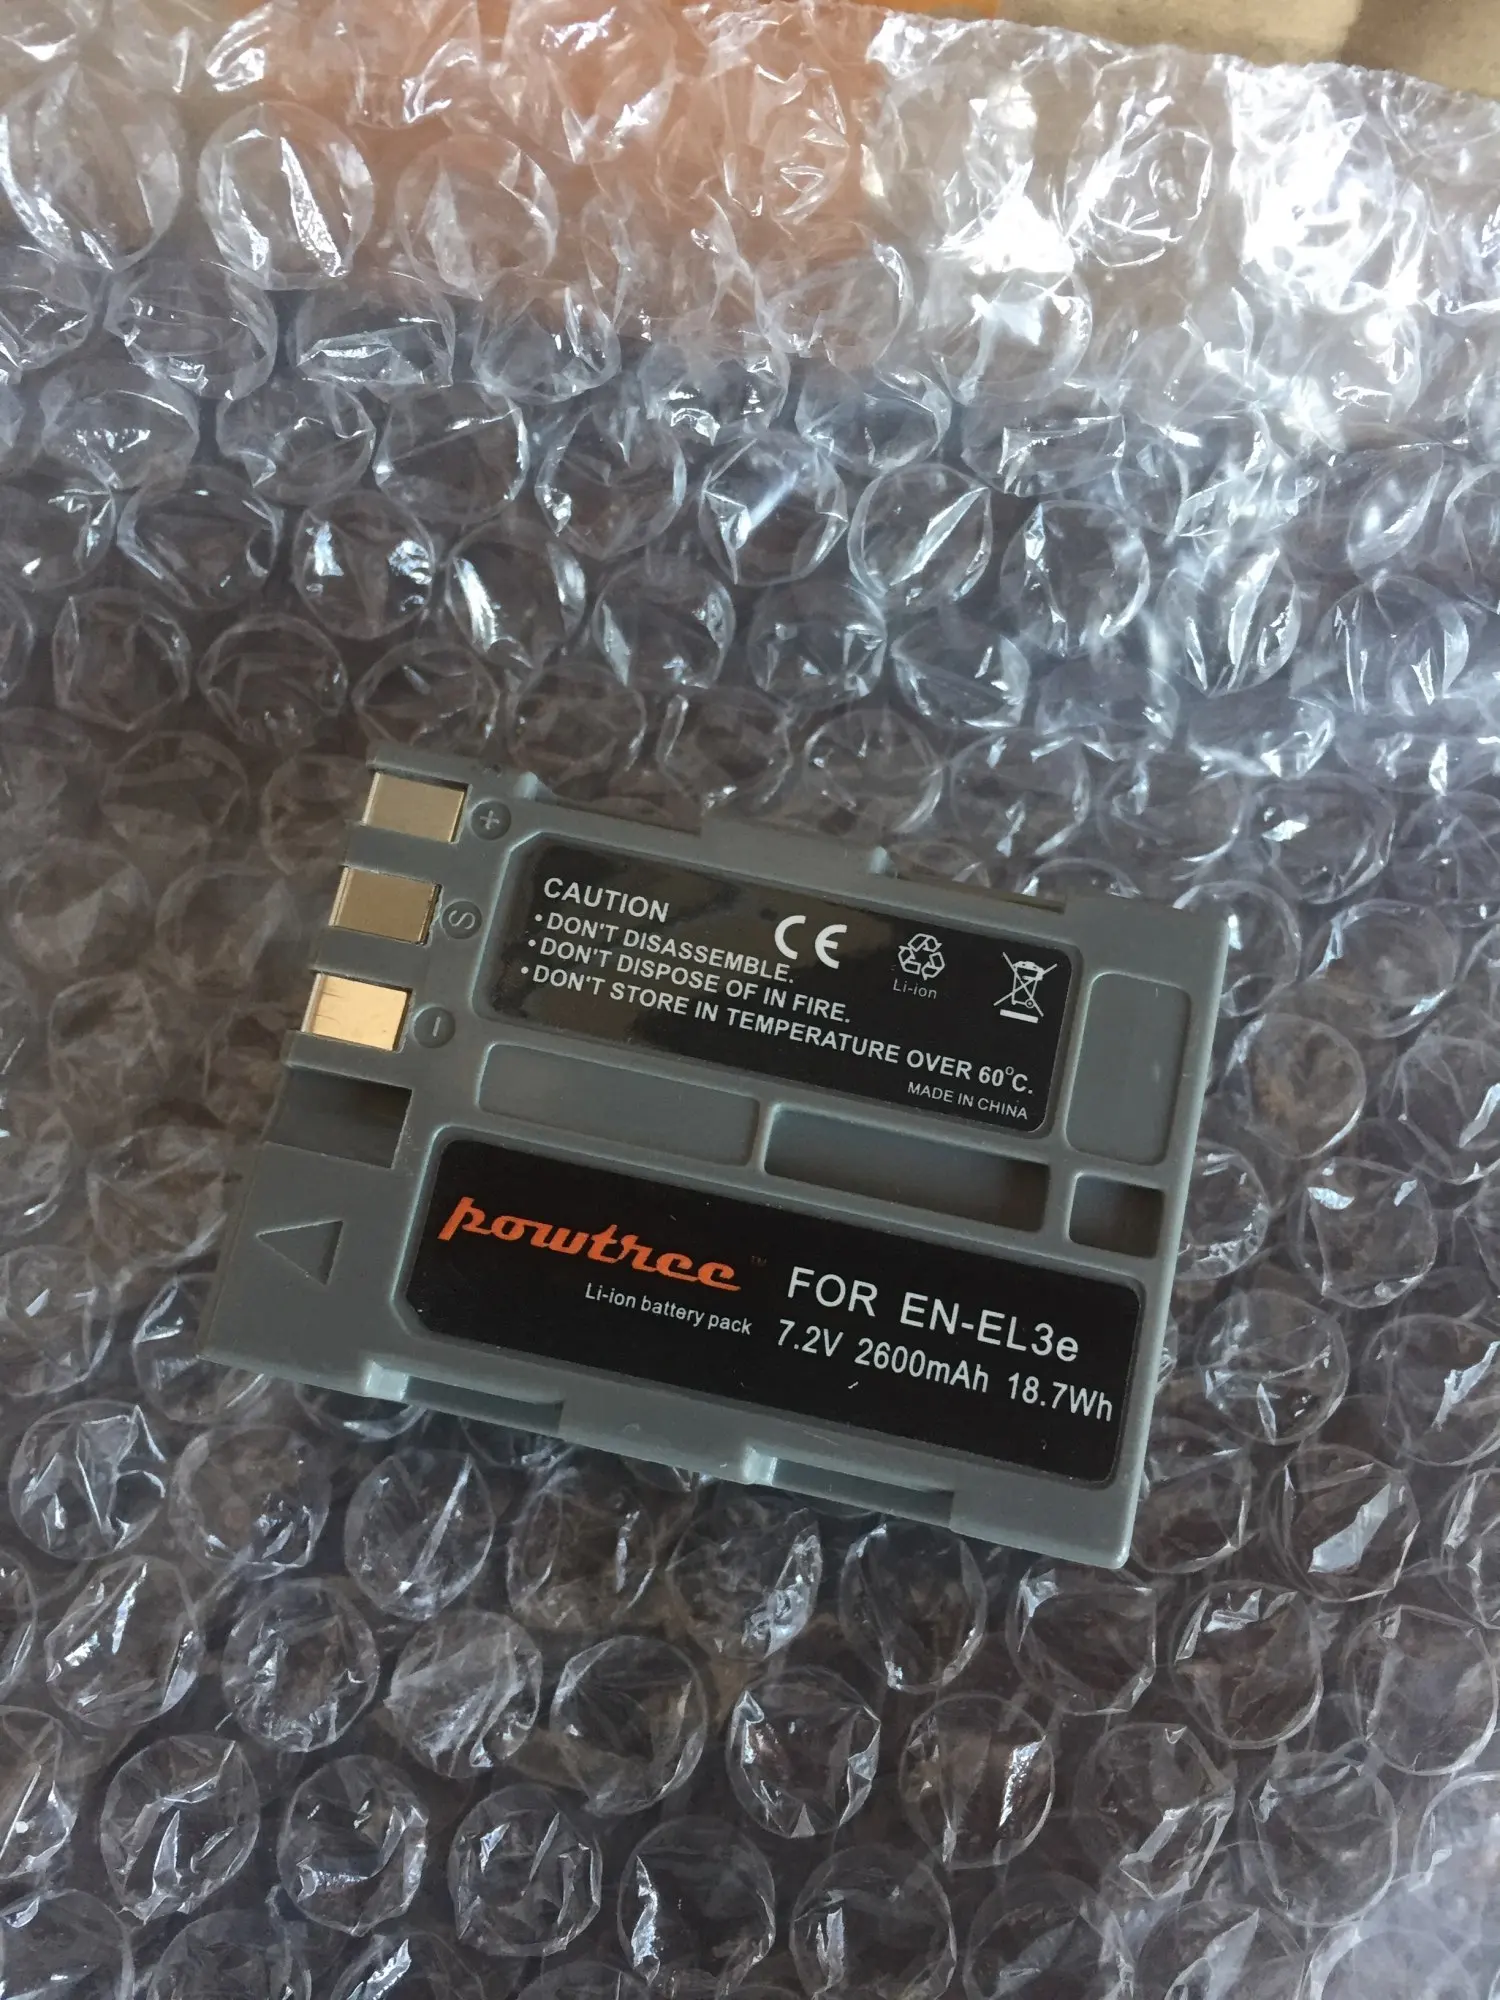 +
S
−
CAUTION
• DON'T DISASSEMBLE.
• DON'T DISPOSE OF IN FIRE.
• DON'T STORE IN TEMPERATURE OVER 60°C.
CE
Li-ion
MADE IN CHINA
powtree™
Li-ion battery pack
FOR EN-EL3e
7.2V 2600mAh 18.7Wh